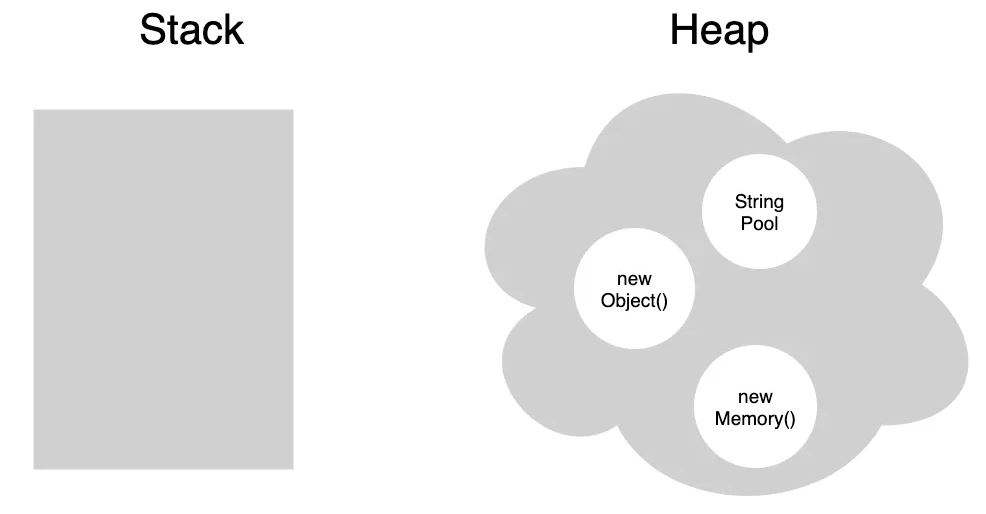 Stack
Heap
String
Pool
new
Object()
new
Memory()